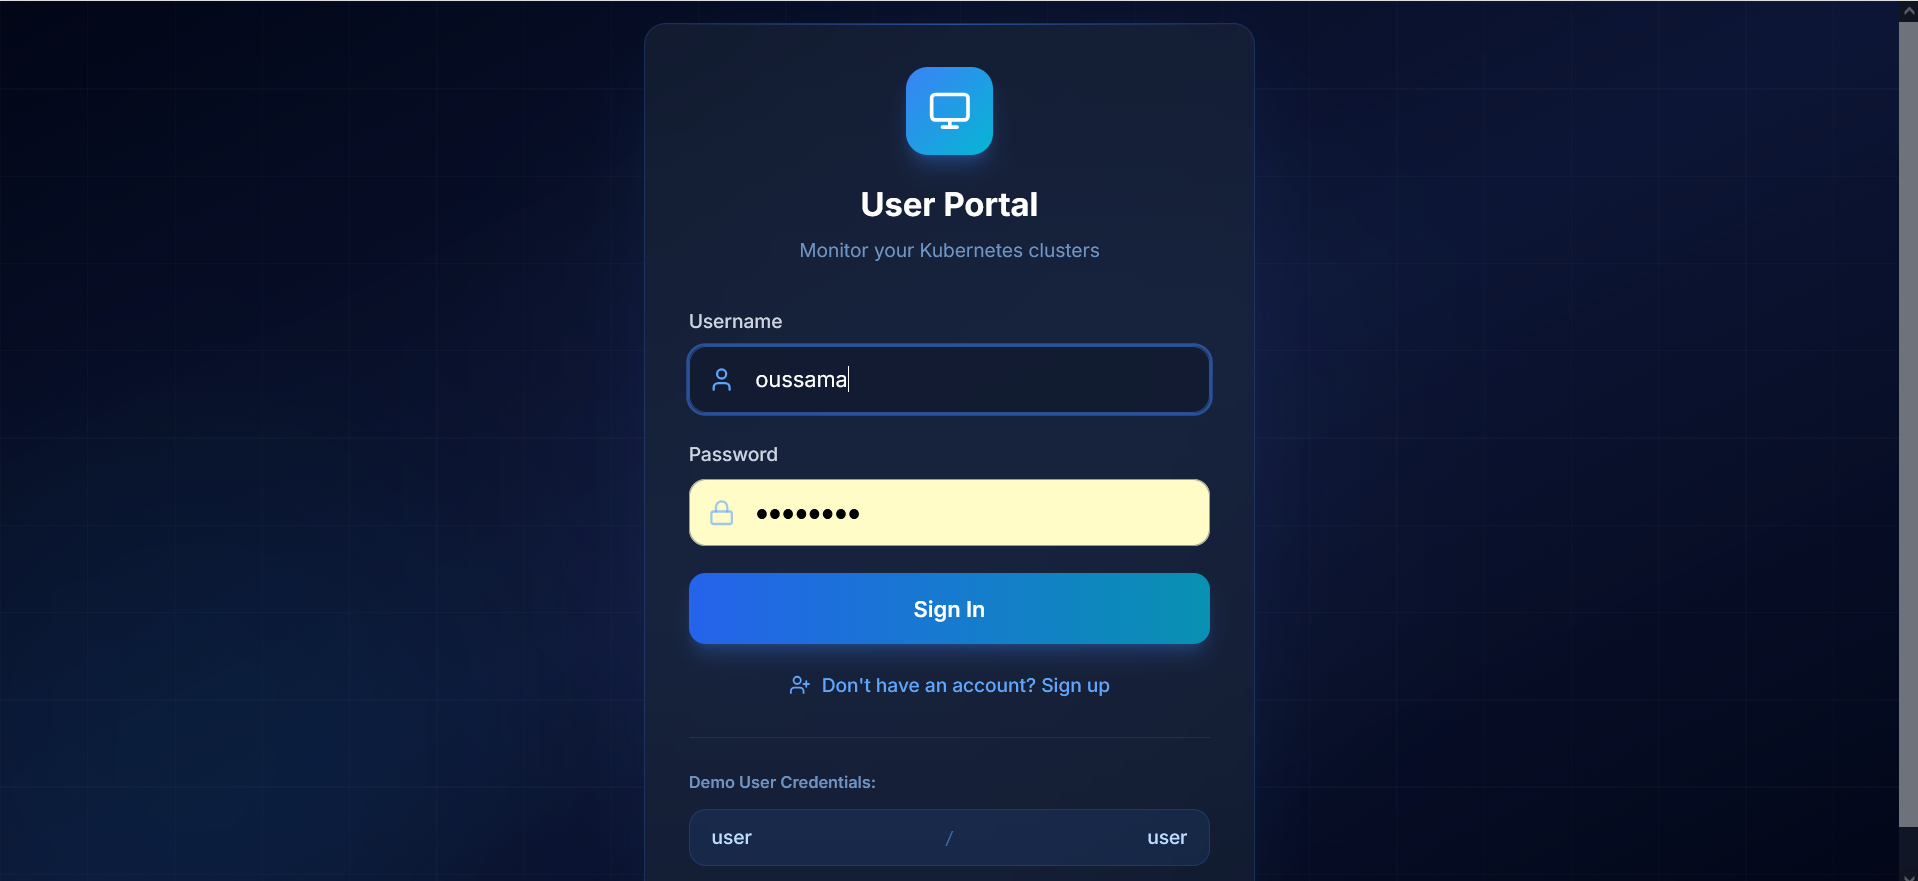 User Portal
Monitor your Kubernetes clusters
Username
oussama
Password
••••••••
Sign In
Don't have an account? Sign up
Demo User Credentials:
user / user